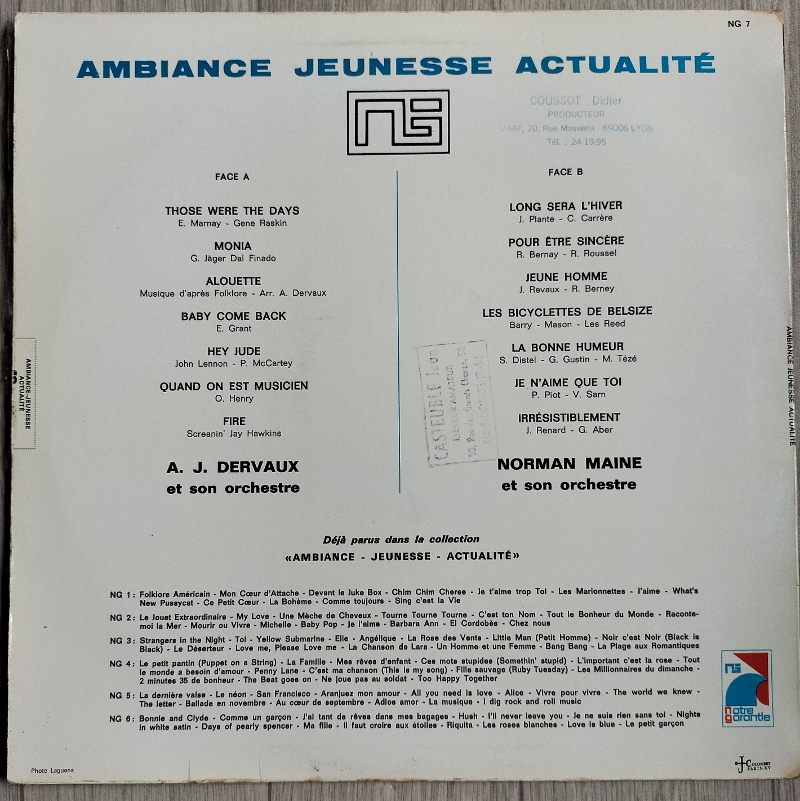 NG 7
AMBIANCE JEUNESSE ACTUALITÉ
NG
COUSSOT Didier
PRODUCTEUR
20, Rue Masséna - 69006 LYON
Tél. : 24.19.95
FACE A
THOSE WERE THE DAYS
E. Marnay - Gene Raskin
MONIA
G. Jäger Dal Finado
ALOUETTE
Musique d'après Folklore - Arr. A. Dervaux
BABY COME BACK
E. Grant
HEY JUDE
John Lennon - P. McCartey
QUAND ON EST MUSICIEN
O. Henry
FIRE
Screanin' Jay Hawkins
A. J. DERVAUX
et son orchestre
FACE B
LONG SERA L'HIVER
J. Plante - C. Carrère
POUR ÊTRE SINCÈRE
R. Bernay - R. Roussel
JEUNE HOMME
J. Revaux - R. Berney
LES BICYCLETTES DE BELSIZE
Barry - Mason - Les Reed
LA BONNE HUMEUR
S. Distel - G. Gustin - M. Tézé
JE N'AIME QUE TOI
P. Piot - V. Sarn
IRRÉSISTIBLEMENT
J. Renard - G. Aber
NORMAN MAINE
et son orchestre
CASTEUBLE
AMBIANCE-JEUNESSE
ACTUALITÉ
AMBIANCE JEUNESSE ACTUALITÉ
Déjà parus dans la collection
«AMBIANCE - JEUNESSE - ACTUALITÉ»
NG 1 : Folklore Américain - Mon Cœur d'Attache - Devant le Juke Box - Chim Chim Cheree - Je t'aime trop Toi - Les Marionnettes - J'aime - What's
New Pussycat - Ce Petit Cœur - La Bohème - Comme toujours - Sing c'est la Vie
NG 2 : Le Jouet Extraordinaire - My Love - Une Mèche de Cheveux - Tourne Tourne Tourne - C'est ton Nom - Tout le Bonheur du Monde - Raconte-
moi la Mer - Mourir ou Vivre - Michelle - Baby Pop - Je l'aime - Barbara Ann - El Cordobès - Chez nous
NG 3 : Strangers in the Night - Toi - Yellow Submarine - Elle - Angélique - La Rose des Vents - Little Man (Petit Homme) - Noir c'est Noir (Black is
Black) - Le Déserteur - Love me, Please Love me - La Chanson de Lara - Un Homme et une Femme - Bang Bang - La Plage aux Romantiques
NG 4 : Le petit pantin (Puppet on a String) - La Famille - Mes rêves d'enfant - Ces mots stupides (Somethin' stupid) - L'important c'est la rose - Tout
le monde a besoin d'amour - Penny Lane - C'est ma chanson (This is my song) - Fille sauvage (Ruby Tuesday) - Les Millionnaires du dimanche -
2 minutes 35 de bonheur - The Beat goes on - Ne joue pas au soldat - Too Happy Together
NG 5 : La dernière valse - Le néon - San Francisco - Aranjuez mon amour - All you need is love - Alice - Vivre pour vivre - The world we knew -
The letter - Ballade en novembre - Au cœur de septembre - Adios amor - La musique - I dig rock and roll music
NG 6 : Bonnie and Clyde - Comme un garçon - J'ai tant de rêves dans mes bagages - Hush - I'll never leave you - Je ne suis rien sans toi - Nights
in white satin - Days of pearly spencer - Ma fille - Il faut croire aux étoiles - Riquita - Les roses blanches - Love is blue - Le petit garçon
NG
notre
garantie
Photo Laguens
J COLOMBET